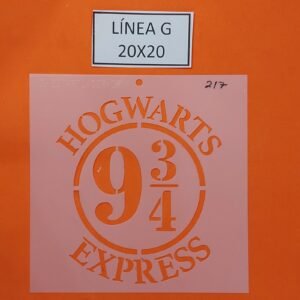 LÍNEA G
20X20
217
HOGWARTS
9 3/4
EXPRESS